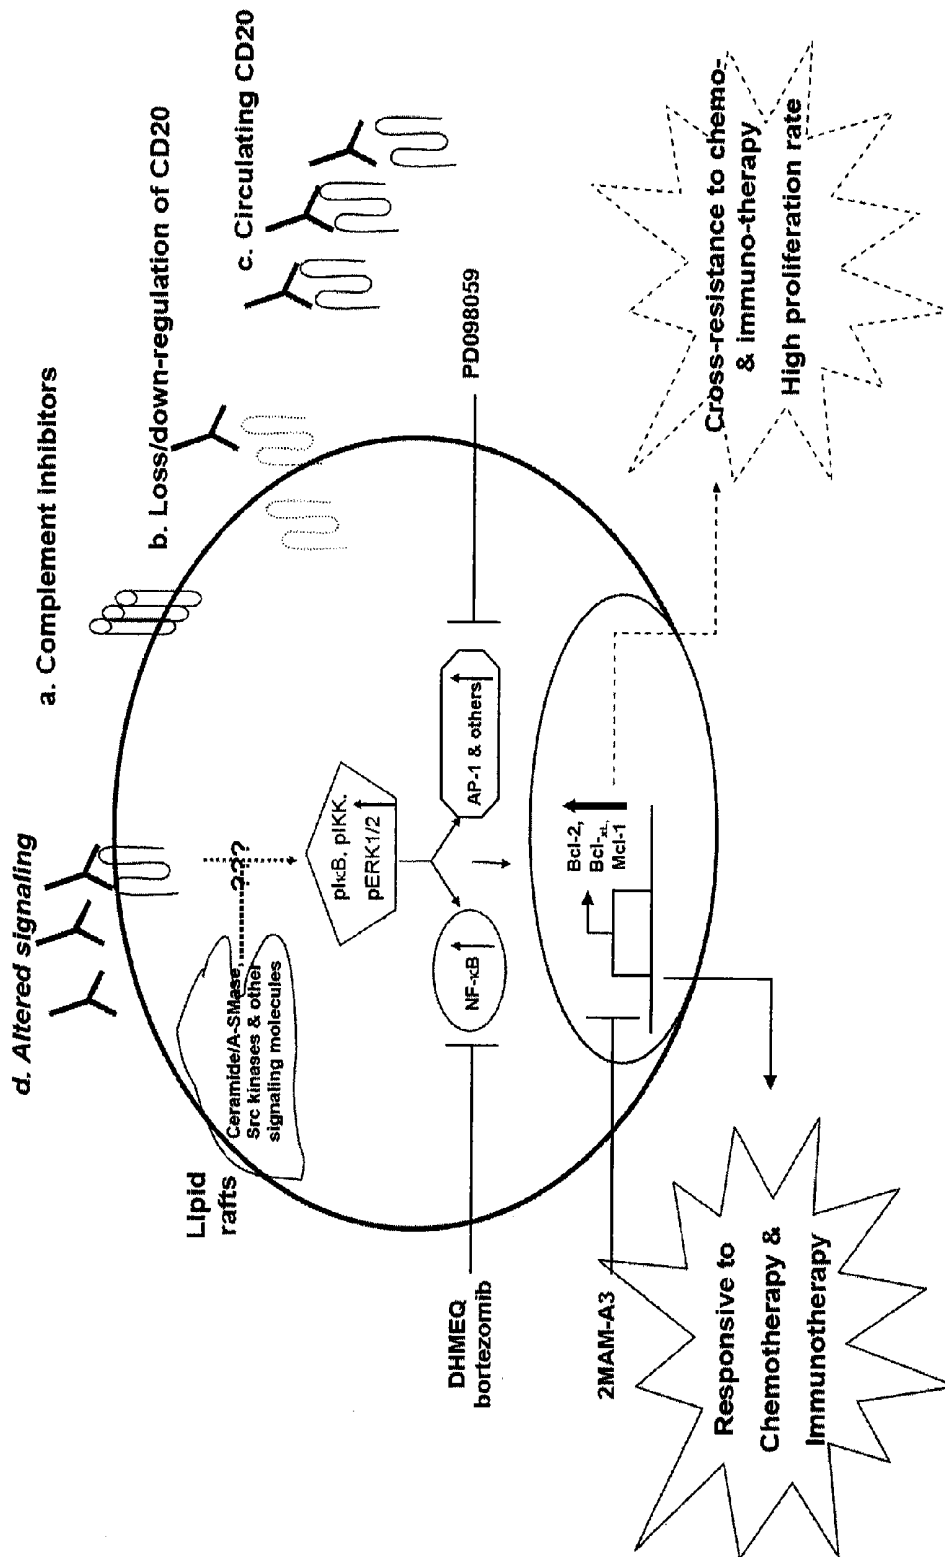 a. Complement Inhibitors
b. Loss/down-regulation of CD20
c. Circulating CD20
d. Altered signaling
Lipid
rafts
Ceramide/A-SMase,
Src kinases & other
signaling molecules
???
pIκB, pIKK,
pERK1/2
NF-κB
AP-1 & others
PD098059
DHMEQ
bortezomib
Bcl-2,
Bcl-xL,
Mcl-1
2MAM-A3
Responsive to
Chemotherapy &
Immunotherapy
Cross-resistance to chemo-
& immuno-therapy
High proliferation rate